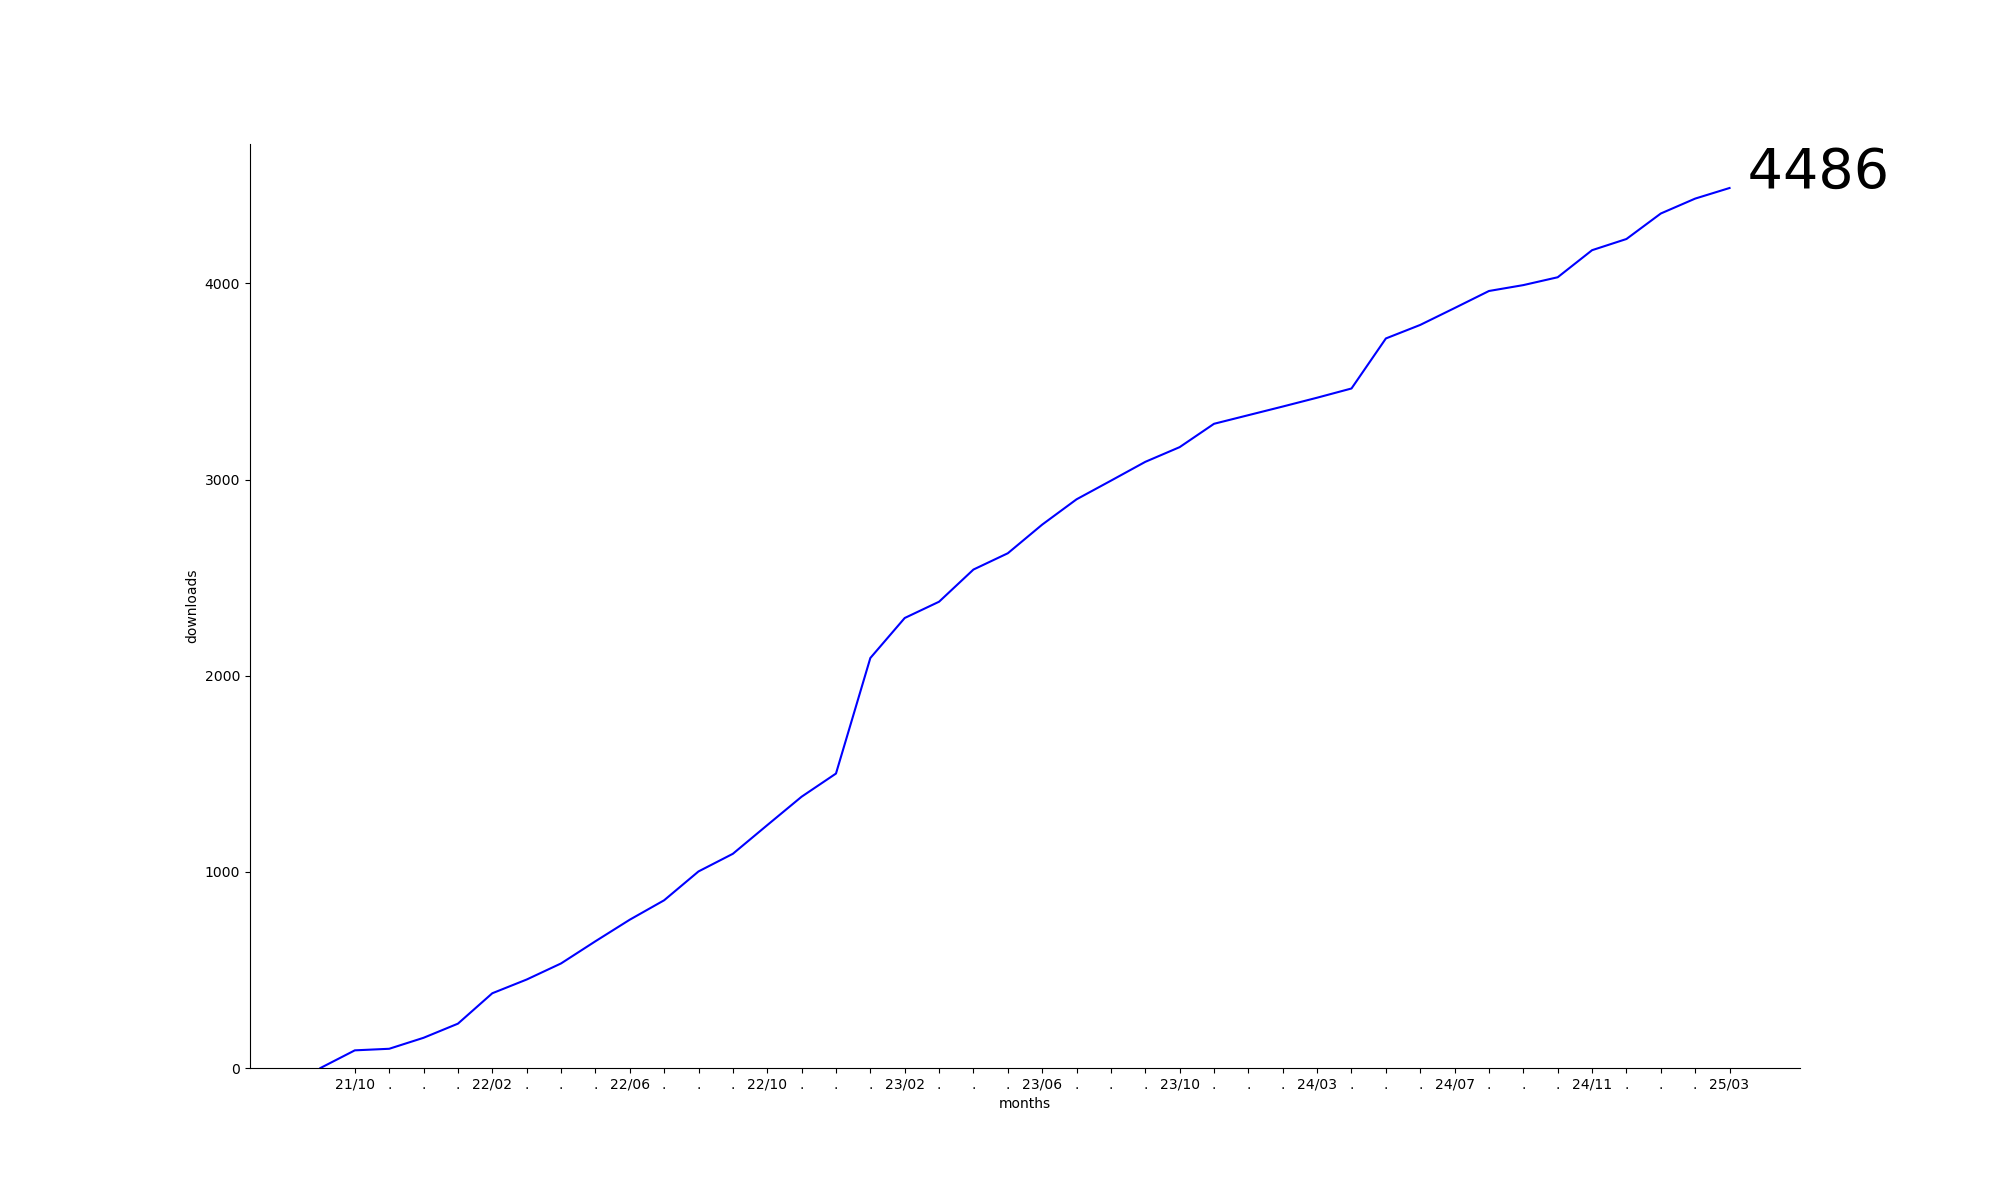 4486
4000
3000
2000
1000
0
downloads
21/10 . . . 22/02 . . . 22/06 . . . 22/10 . . . 23/02 . . . 23/06 . . . 23/10 . . . 24/03 . . . 24/07 . . . 24/11 . . . 25/03
months